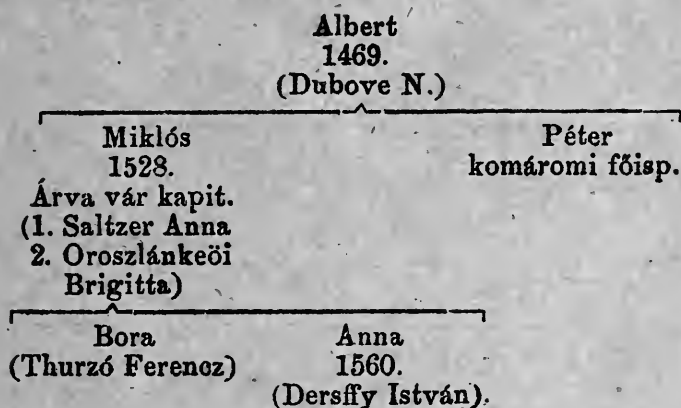 Albert
1469.
(Dubove N.)
Miklós
1528.
Árva vár kapit.
(1. Saltzer Anna
2. Oroszlánkeöi
Brigitta)
Péter
komáromi főisp.
Bora
(Thurzó Ferencz)
Anna
1560.
(Dersffy István).